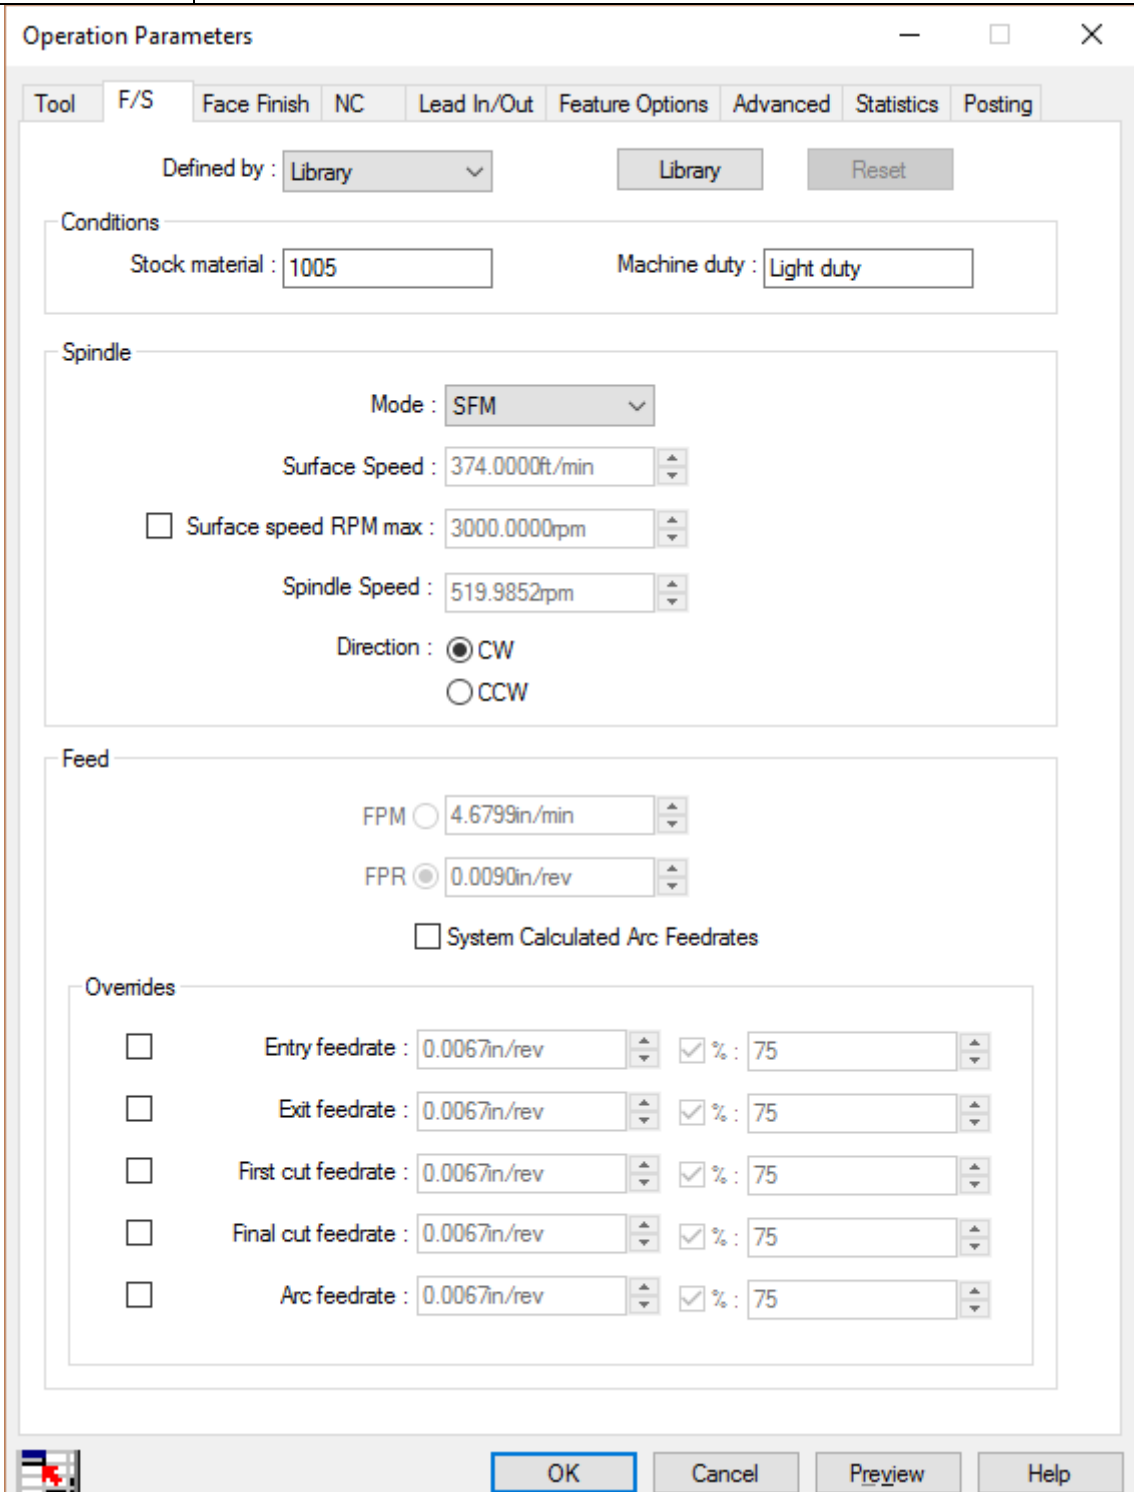 Operation Parameters
Tool F/S Face Finish NC Lead In/Out Feature Options Advanced Statistics Posting
Defined by : Library Library Reset
Conditions
Stock material : 1005 Machine duty : Light duty
Spindle
Mode : SFM
Surface Speed : 374.0000ft/min
Surface speed RPM max : 3000.0000rpm
Spindle Speed : 519.9852rpm
Direction : CW
CCW
Feed
FPM 4.6799in/min
FPR 0.0090in/rev
System Calculated Arc Feedrates
Overrides
Entry feedrate : 0.0067in/rev % : 75
Exit feedrate : 0.0067in/rev % : 75
First cut feedrate : 0.0067in/rev % : 75
Final cut feedrate : 0.0067in/rev % : 75
Arc feedrate : 0.0067in/rev % : 75
OK Cancel Preview Help